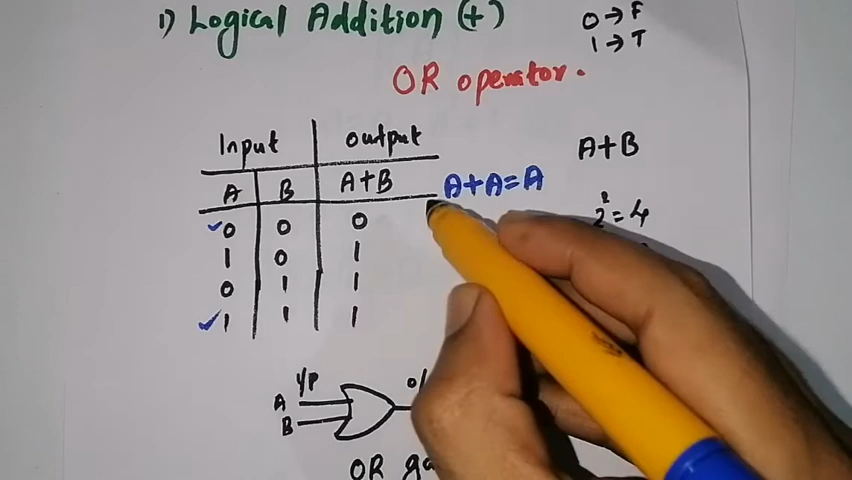 1) Logical Addition (+)
0 → F
1 → T
OR operator.
Input Output
A B A+B A+A=A
0 0 0
1 0 1
0 1 1
1 1 1
A+B
2² = 4
I/P
A
B
OR